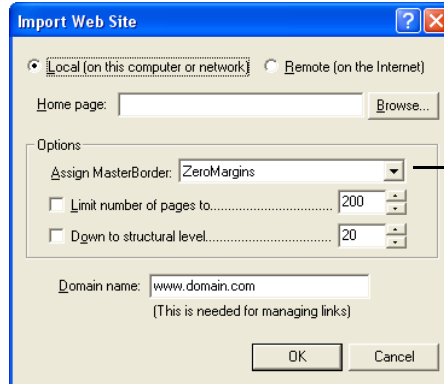 Import Web Site
Local (on this computer or network) Remote (on the Internet)
Home page: Browse...
Options
Assign MasterBorder: ZeroMargins
Limit number of pages to................................ 200
Down to structural level................................. 20
Domain name: www.domain.com
(This is needed for managing links)
OK Cancel